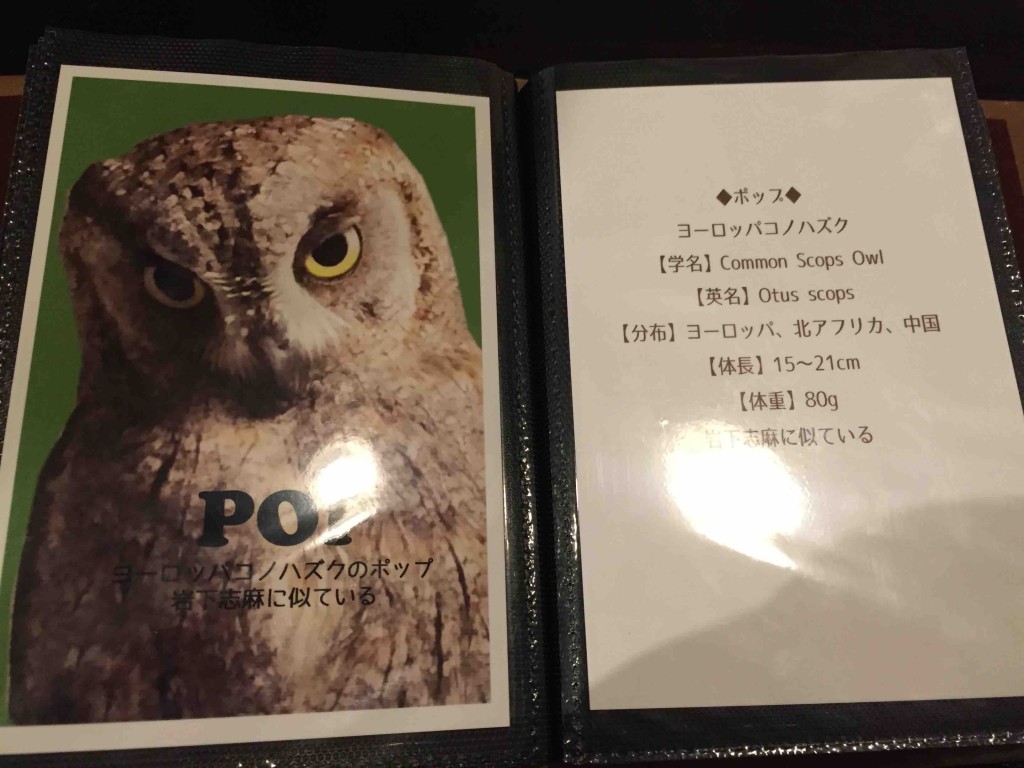 PO
ヨーロッパコノハズクのポップ
岩下志麻に似ている
◆ポップ◆
ヨーロッパコノハズク
【学名】Common Scops Owl
【英名】Otus scops
【分布】ヨーロッパ、北アフリカ、中国
【体長】15〜21cm
【体重】80g
岩下志麻に似ている